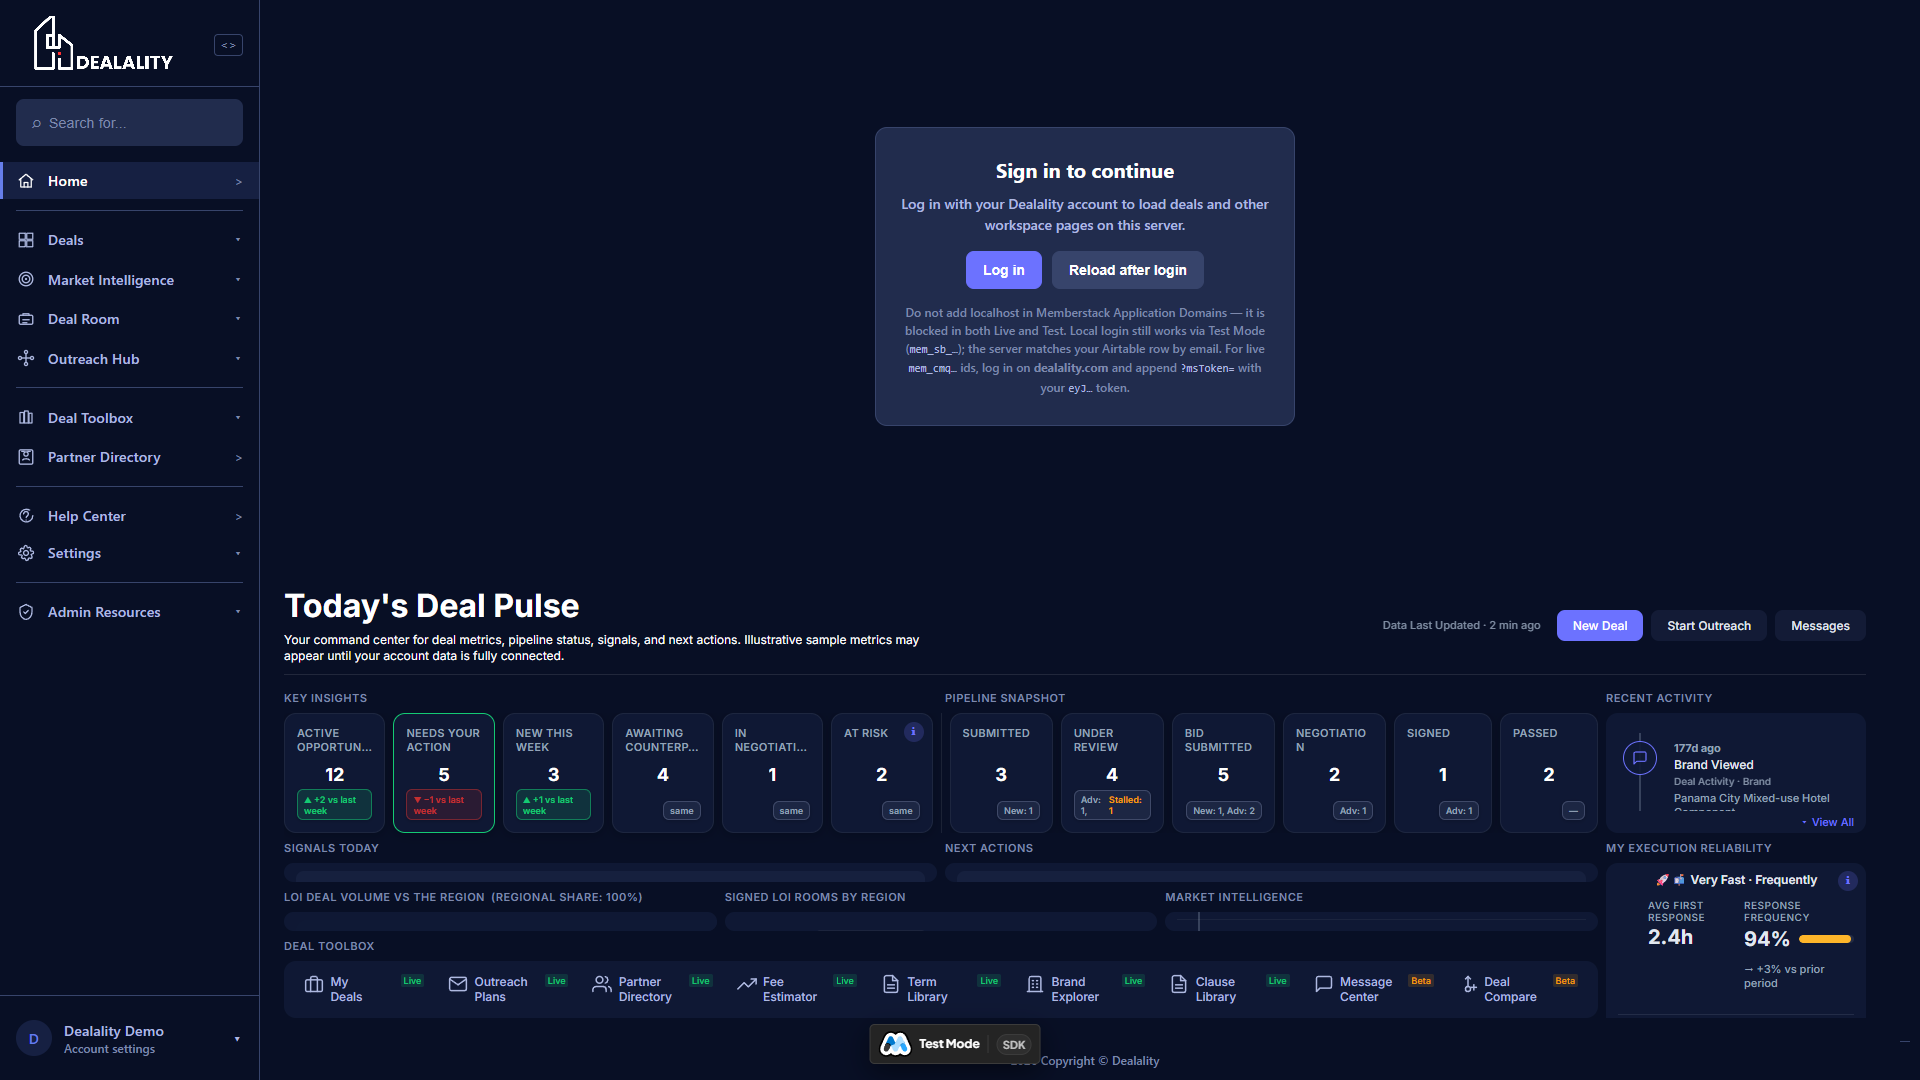 DEALALITY
< >
Search for...
Home
Deals
Market Intelligence
Deal Room
Outreach Hub
Deal Toolbox
Partner Directory
Help Center
Settings
Admin Resources
D
Dealality Demo
Account settings
Sign in to continue
Log in with your Dealality account to load deals and other
workspace pages on this server.
Log in
Reload after login
Do not add localhost in Memberstack Application Domains — it is
blocked in both Live and Test. Local login still works via Test Mode
(mem_sb_…); the server matches your Airtable row by email. For live
mem_cmq… ids, log in on dealality.com and append ?msToken= with
your eyJ… token.
Today's Deal Pulse
Your command center for deal metrics, pipeline status, signals, and next actions. Illustrative sample metrics may
appear until your account data is fully connected.
Data Last Updated · 2 min ago
New Deal
Start Outreach
Messages
KEY INSIGHTS
ACTIVE
OPPORTUN...
12
▲ +2 vs last
week
NEEDS YOUR
ACTION
5
▼ −1 vs last
week
NEW THIS
WEEK
3
▲ +1 vs last
week
AWAITING
COUNTERP...
4
same
IN
NEGOTIATI...
1
same
AT RISK
i
2
same
PIPELINE SNAPSHOT
SUBMITTED
3
New: 1
UNDER
REVIEW
4
Adv: Stalled:
1, 1
BID
SUBMITTED
5
New: 1, Adv: 2
NEGOTIATIO
N
2
Adv: 1
SIGNED
1
Adv: 1
PASSED
2
—
RECENT ACTIVITY
177d ago
Brand Viewed
Deal Activity · Brand
Panama City Mixed-use Hotel
View All
SIGNALS TODAY
NEXT ACTIONS
LOI DEAL VOLUME VS THE REGION (REGIONAL SHARE: 100%)
SIGNED LOI ROOMS BY REGION
MARKET INTELLIGENCE
MY EXECUTION RELIABILITY
Very Fast · Frequently
i
AVG FIRST
RESPONSE
2.4h
RESPONSE
FREQUENCY
94%
→ +3% vs prior
period
DEAL TOOLBOX
My
Deals
Live
Outreach
Plans
Live
Partner
Directory
Live
Fee
Estimator
Live
Term
Library
Live
Brand
Explorer
Live
Clause
Library
Live
Message
Center
Beta
Deal
Compare
Beta
Test Mode
SDK
Copyright © Dealality